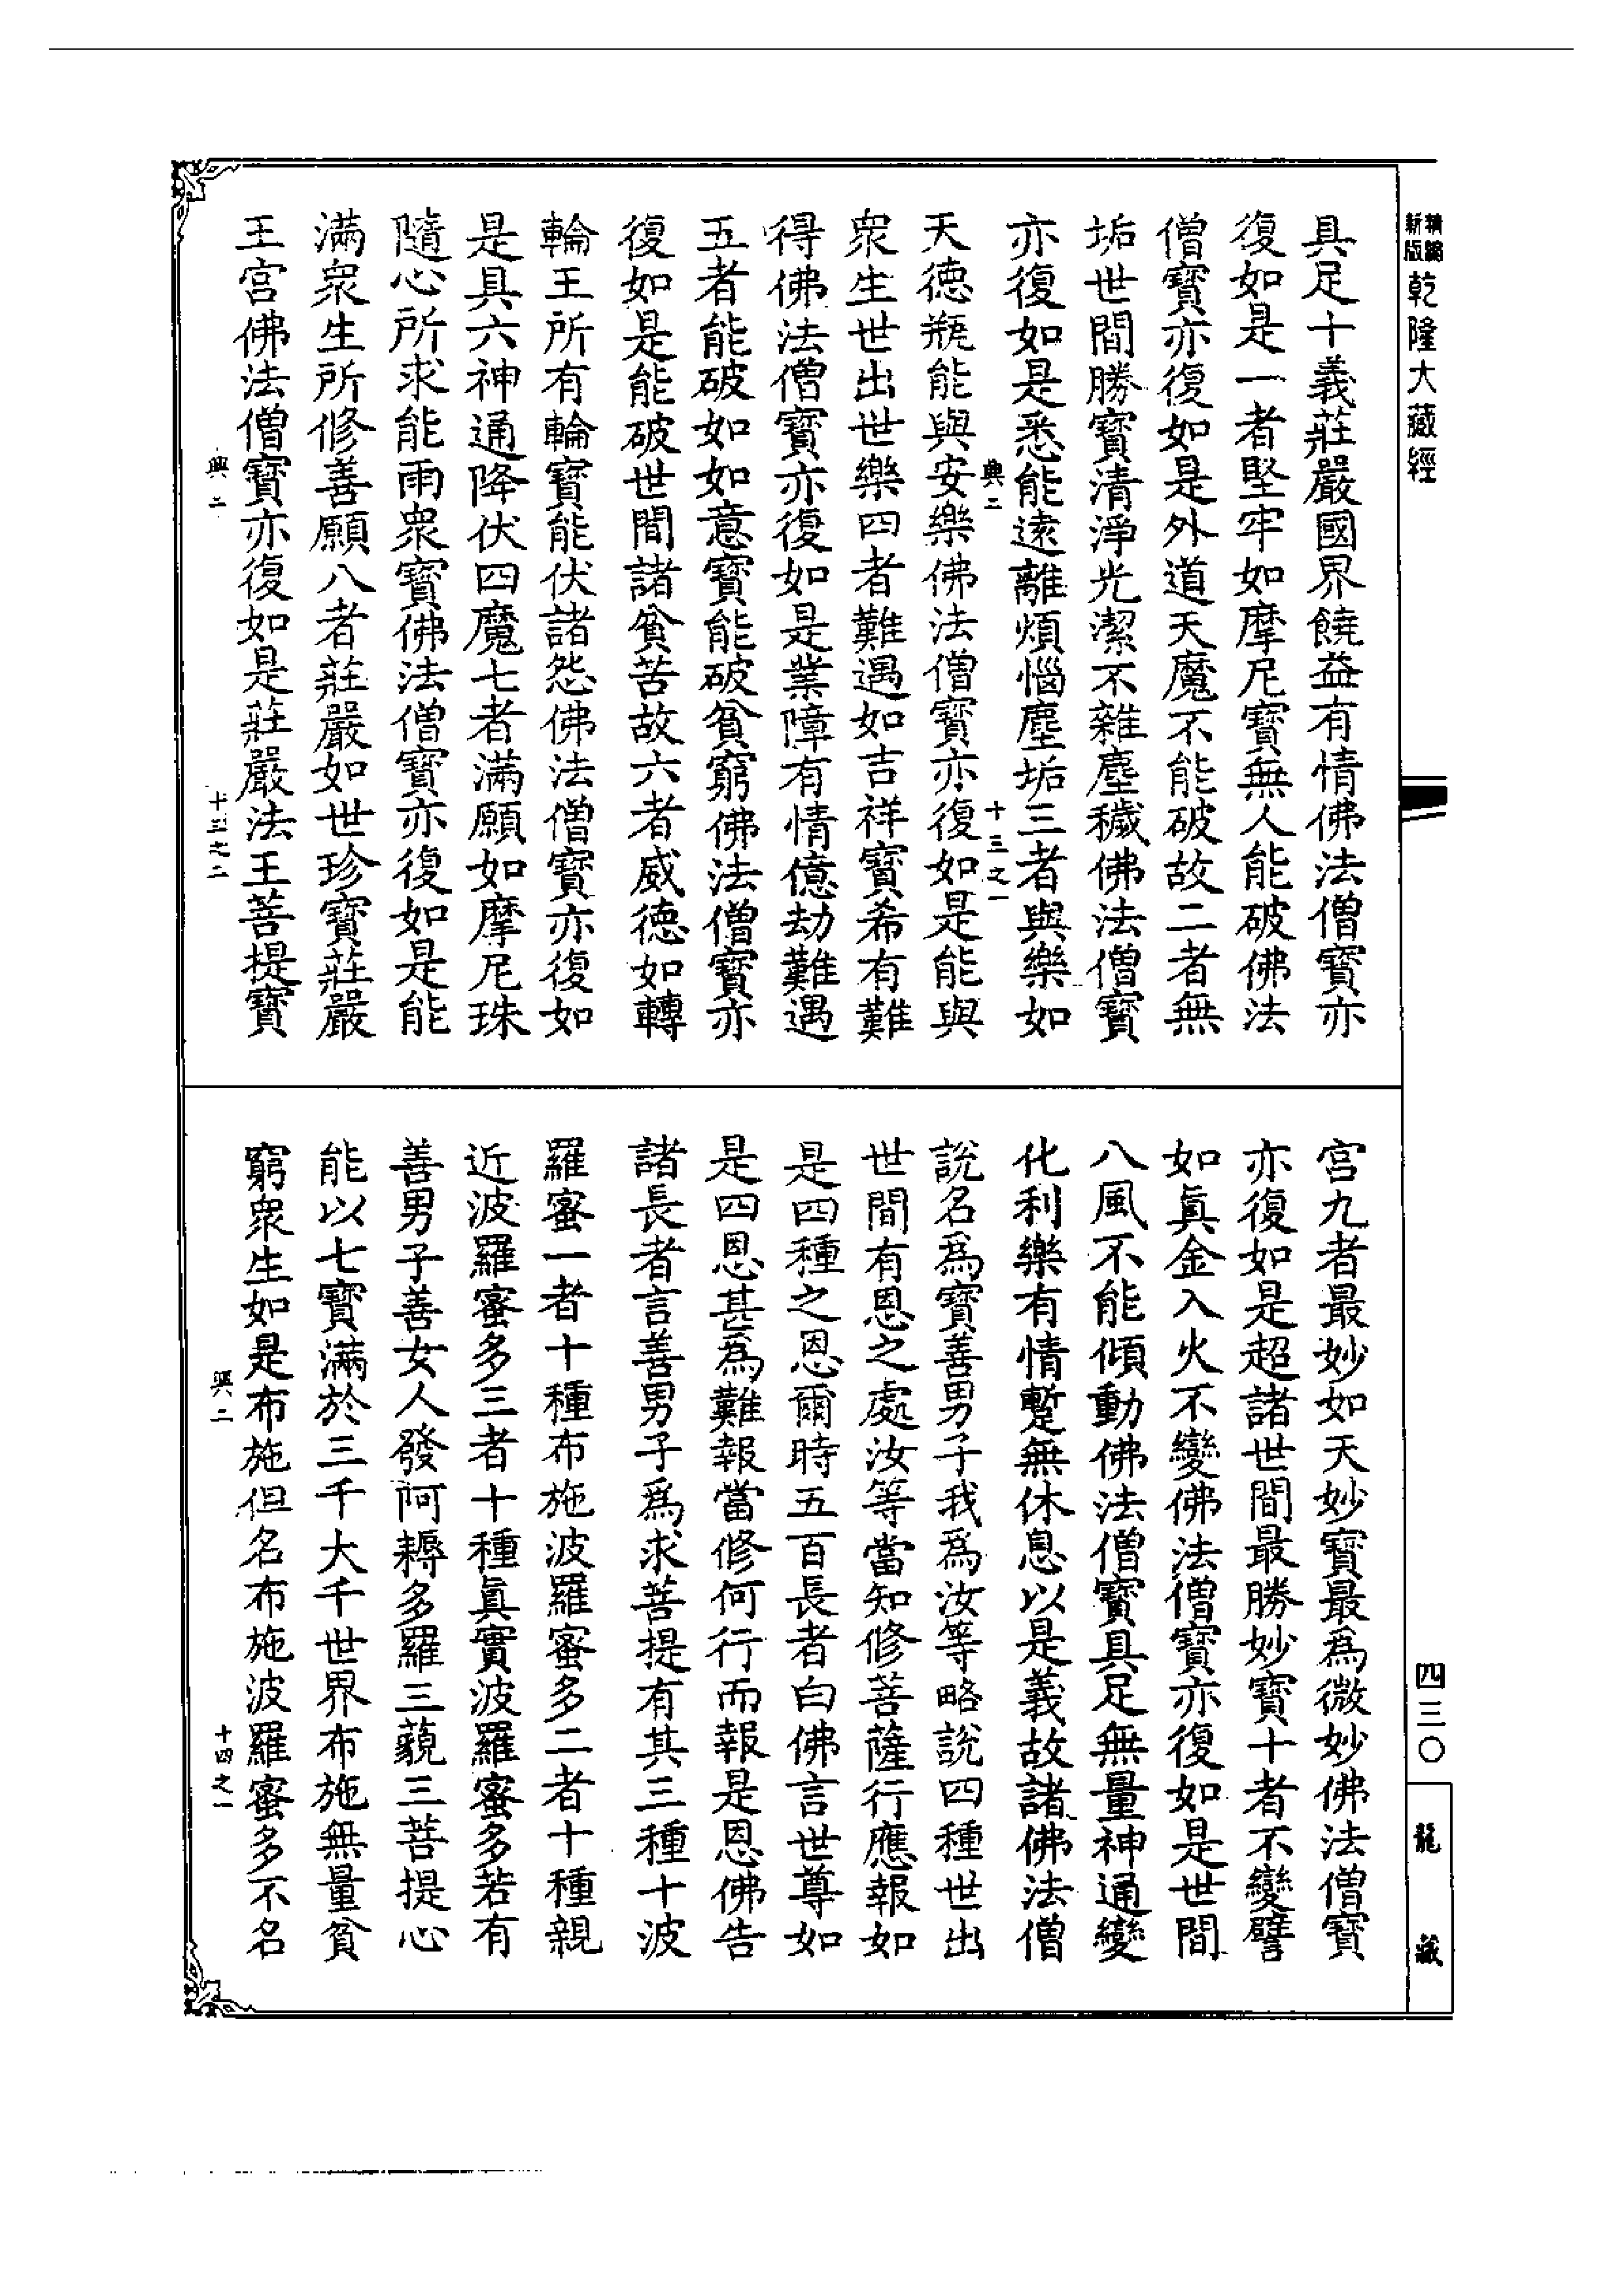 精縮
新版
乾隆大藏經
具足十義莊嚴國界饒益有情佛法僧寶亦
復如是一者堅牢如摩尼寶無人能破佛法
僧寶亦復如是外道天魔不能破故二者無
垢世間勝寶清淨光潔不雜塵穢佛法僧寶
亦復如是悉能遠離煩惱塵垢三者與樂如
興二
十三之一
天德瓶能與安樂佛法僧寶亦復如是能與
眾生世出世樂四者難遇如吉祥寶希有難
得佛法僧寶亦復如是業障有情億劫難遇
五者能破如如意寶能破貧窮佛法僧寶亦
復如是能破世間諸貧苦故六者威德如轉
輪王所有輪寶能伏諸怨佛法僧寶亦復如
是具六神通降伏四魔七者滿願如摩尼珠
隨心所求能雨眾寶佛法僧寶亦復如是能
滿眾生所修善願八者莊嚴如世珍寶莊嚴
王宮佛法僧寶亦復如是莊嚴法王菩提寶
興二
十三之二
宮九者最妙如天妙寶最為微妙佛法僧寶
亦復如是超諸世間最勝妙寶十者不變譬
如眞金入火不變佛法僧寶亦復如是世間
八風不能傾動佛法僧寶具足無量神通變
化利樂有情暫無休息以是義故諸佛法僧
說名為寶善男子我為汝等略說四種世出
世間有恩之處汝等當知修菩薩行應報如
是四種之恩爾時五百長者白佛言世尊如
是四恩甚為難報當修何行而報是恩佛告
諸長者言善男子為求菩提有其三種十波
羅蜜一者十種布施波羅蜜多二者十種親
近波羅蜜多三者十種眞實波羅蜜多若有
善男子善女人發阿耨多羅三藐三菩提心
能以七寶滿於三千大千世界布施無量貧
窮眾生如是布施但名布施波羅蜜多不名
興二
十四之一
四三〇
龍藏